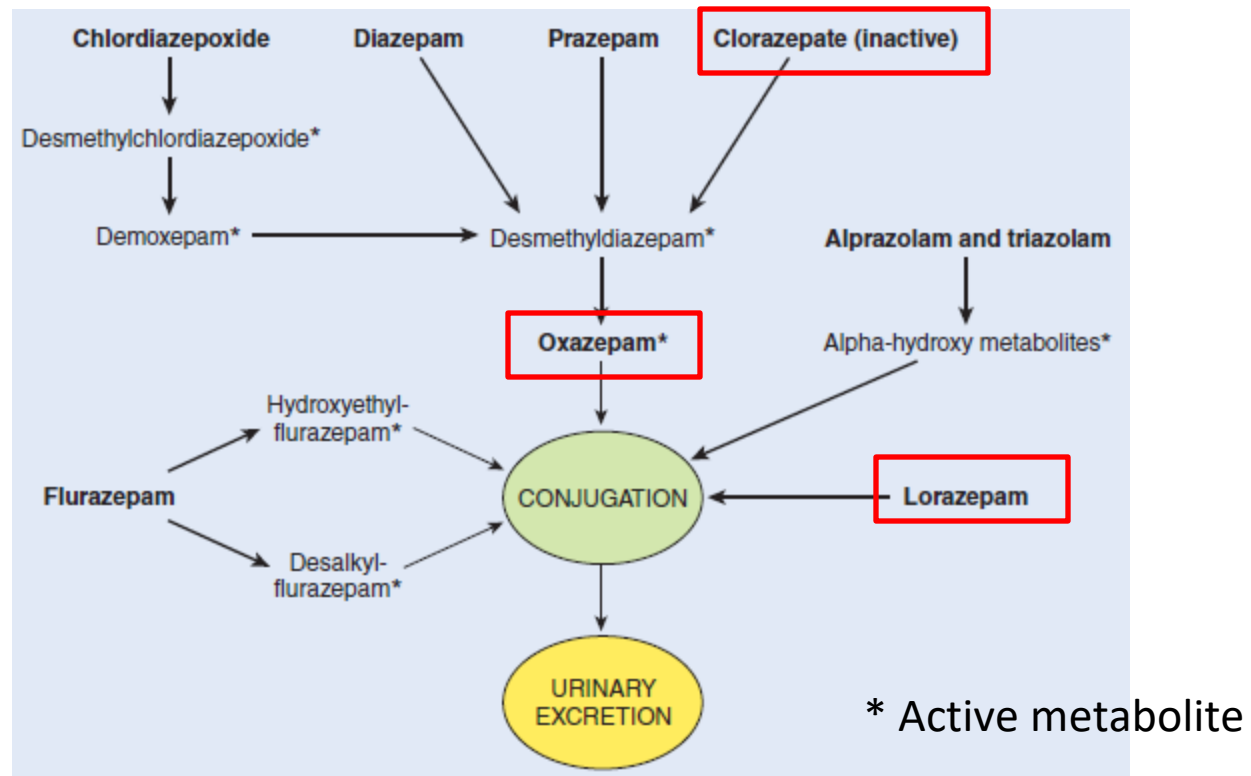 Chlordiazepoxide
Diazepam
Prazepam
Clorazepate (inactive)
Desmethylchlordiazepoxide*
Demoxepam*
Desmethyldiazepam*
Alprazolam and triazolam
Oxazepam*
Alpha-hydroxy metabolites*
Hydroxyethyl-
flurazepam*
Flurazepam
CONJUGATION
Lorazepam
Desalkyl-
flurazepam*
URINARY
EXCRETION
* Active metabolite